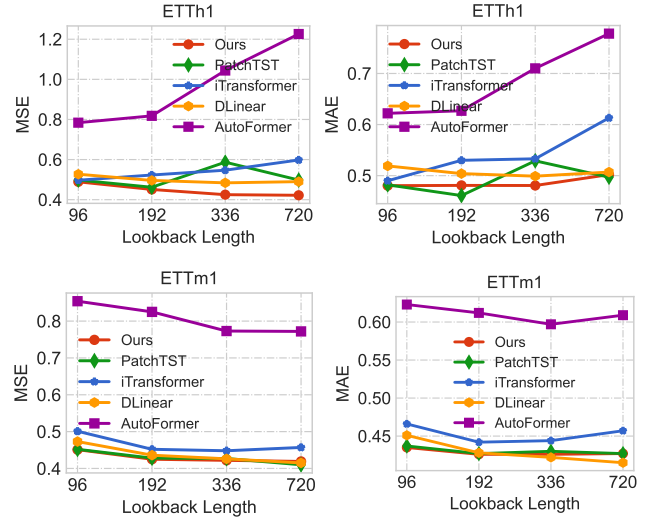 ETTh1
MSE
1.2
1.0
0.8
0.6
0.4
Ours
PatchTST
iTransformer
DLinear
AutoFormer
96 192 336 720
Lookback Length
ETTh1
MAE
0.7
0.6
0.5
Ours
PatchTST
iTransformer
DLinear
AutoFormer
96 192 336 720
Lookback Length
ETTm1
MSE
0.8
0.7
0.6
0.5
0.4
Ours
PatchTST
iTransformer
DLinear
AutoFormer
96 192 336 720
Lookback Length
ETTm1
MAE
0.60
0.55
0.50
0.45
Ours
PatchTST
iTransformer
DLinear
AutoFormer
96 192 336 720
Lookback Length